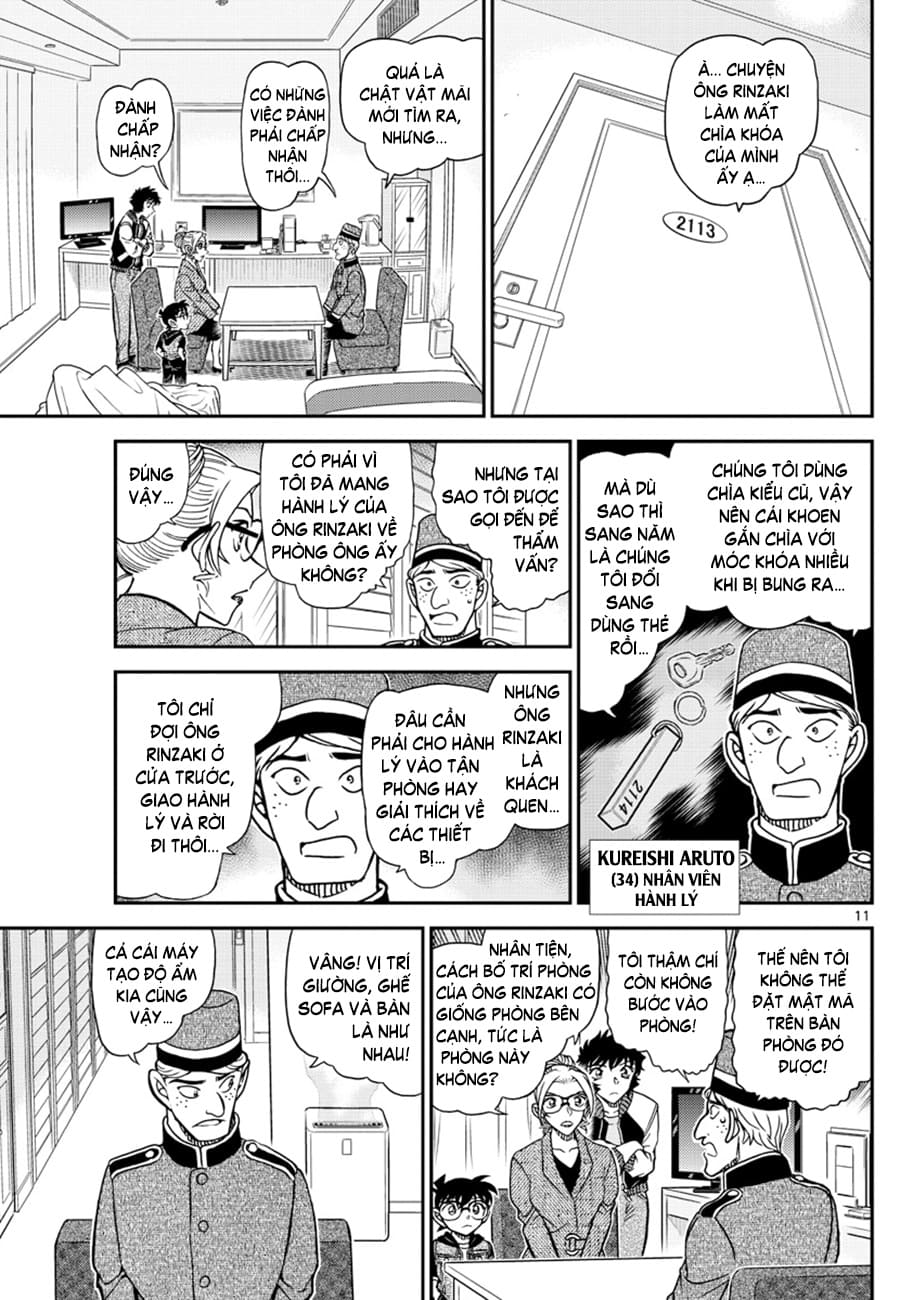 À... CHUYỆN
ÔNG RINZAKI
LÀM MẤT
CHÌA KHÓA
CỦA MÌNH
ẤY Ạ...
2113
QUẢ LÀ
CHẬT VẬT MÃI
MỚI TÌM RA,
NHƯNG...
CÓ NHỮNG
VIỆC ĐÀNH
PHẢI CHẤP
NHẬN
THÔI...
ĐÀNH
CHẤP
NHẬN?
CHÚNG TÔI DÙNG
CHÌA KIỂU CŨ, VẬY
NÊN CÁI KHOEN
GẮN CHÌA VỚI
MÓC KHÓA NHIỀU
KHI BỊ BUNG RA...
MÀ DÙ
SAO THÌ
SANG NĂM
LÀ CHÚNG
TÔI ĐỔI
SANG
DÙNG THẺ
RỒI...
2114
KUREISHI ARUTO
(34) NHÂN VIÊN
HÀNH LÝ
NHƯNG TẠI
SAO TÔI ĐƯỢC
GỌI ĐẾN ĐỂ
THẨM
VẤN?
CÓ PHẢI VÌ
TÔI ĐÃ MANG
HÀNH LÝ CỦA
ÔNG RINZAKI VỀ
PHÒNG ÔNG ẤY
KHÔNG?
ĐÚNG
VẬY...
NHƯNG
ÔNG
RINZAKI
LÀ
KHÁCH
QUEN...
ĐÂU CẦN
PHẢI CHO HÀNH
LÝ VÀO TẬN
PHÒNG HAY
GIẢI THÍCH VỀ
CÁC THIẾT
BỊ...
TÔI CHỈ
ĐỢI ÔNG
RINZAKI Ở
CỬA TRƯỚC,
GIAO HÀNH
LÝ VÀ RỜI
ĐI THÔI...
11
THẾ NÊN TÔI
KHÔNG THỂ
ĐẶT MẬT MÃ
TRÊN BÀN
PHÒNG ĐÓ
ĐƯỢC!
TÔI THẬM CHÍ
CÒN KHÔNG
BƯỚC VÀO
PHÒNG!
NHÂN TIỆN,
CÁCH BỐ TRÍ PHÒNG
CỦA ÔNG RINZAKI CÓ
GIỐNG PHÒNG BÊN
CẠNH, TỨC LÀ
PHÒNG NÀY
KHÔNG?
VÂNG! VỊ TRÍ
GIƯỜNG, GHẾ
SOFA VÀ BÀN
LÀ NHƯ
NHAU!
CẢ CÁI MÁY
TẠO ĐỘ ẨM
KIA CŨNG
VẬY...